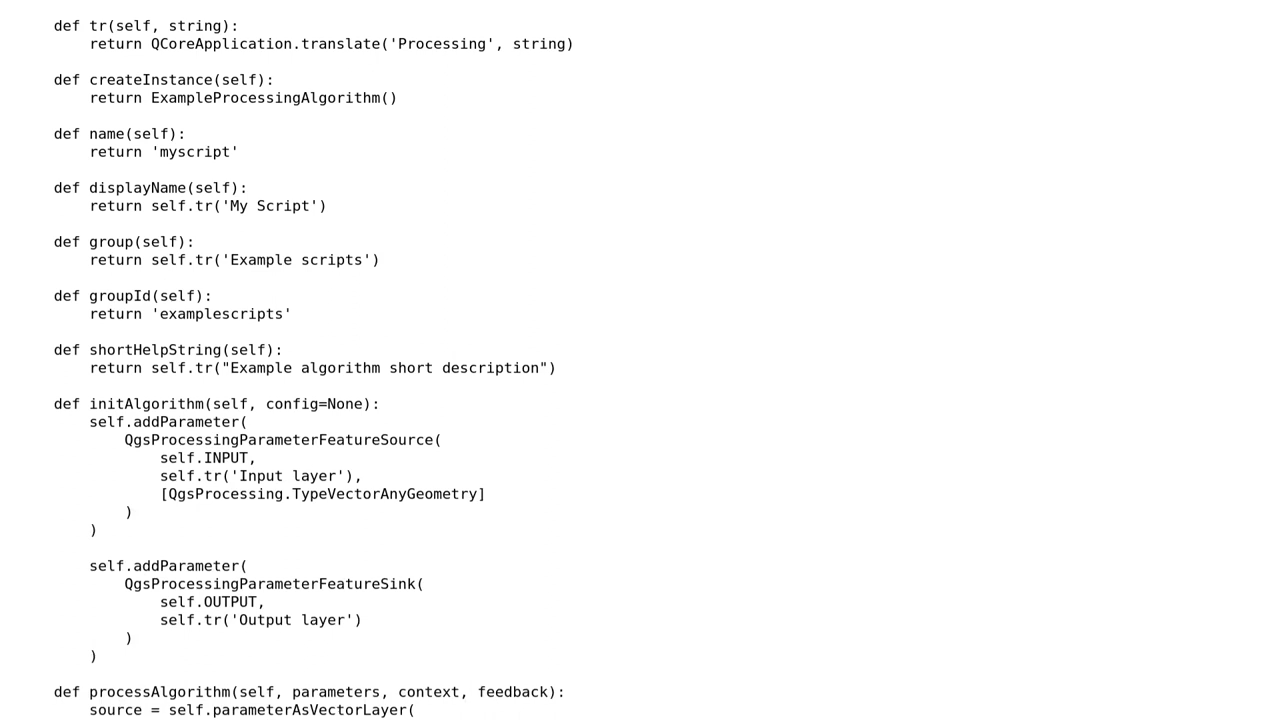 def tr(self, string):
return QCoreApplication.translate('Processing', string)
def createInstance(self):
return ExampleProcessingAlgorithm()
def name(self):
return 'myscript'
def displayName(self):
return self.tr('My Script')
def group(self):
return self.tr('Example scripts')
def groupId(self):
return 'examplescripts'
def shortHelpString(self):
return self.tr("Example algorithm short description")
def initAlgorithm(self, config=None):
self.addParameter(
QgsProcessingParameterFeatureSource(
self.INPUT,
self.tr('Input layer'),
[QgsProcessing.TypeVectorAnyGeometry]
)
)
self.addParameter(
QgsProcessingParameterFeatureSink(
self.OUTPUT,
self.tr('Output layer')
)
)
def processAlgorithm(self, parameters, context, feedback):
source = self.parameterAsVectorLayer(